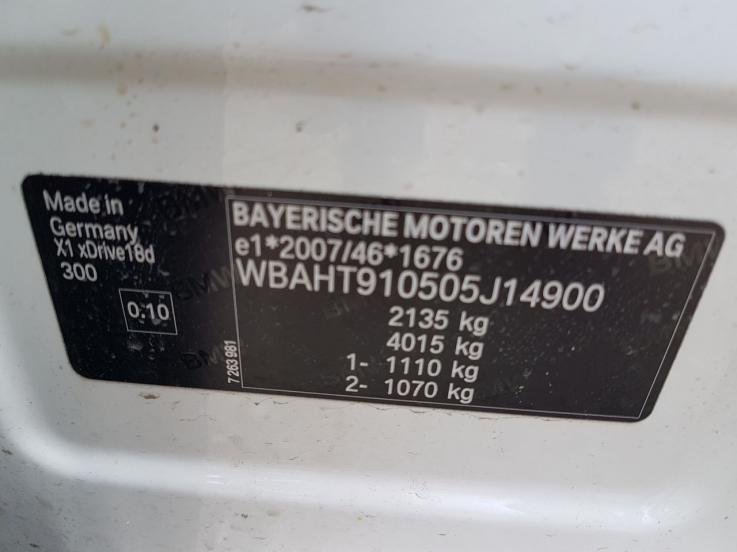 Made in
Germany
X1 xDrive18d
300
0.10
7 263 981
BAYERISCHE MOTOREN WERKE AG
e1*2007/46*1676
WBAHT910505J14900
2135 kg
4015 kg
1- 1110 kg
2- 1070 kg